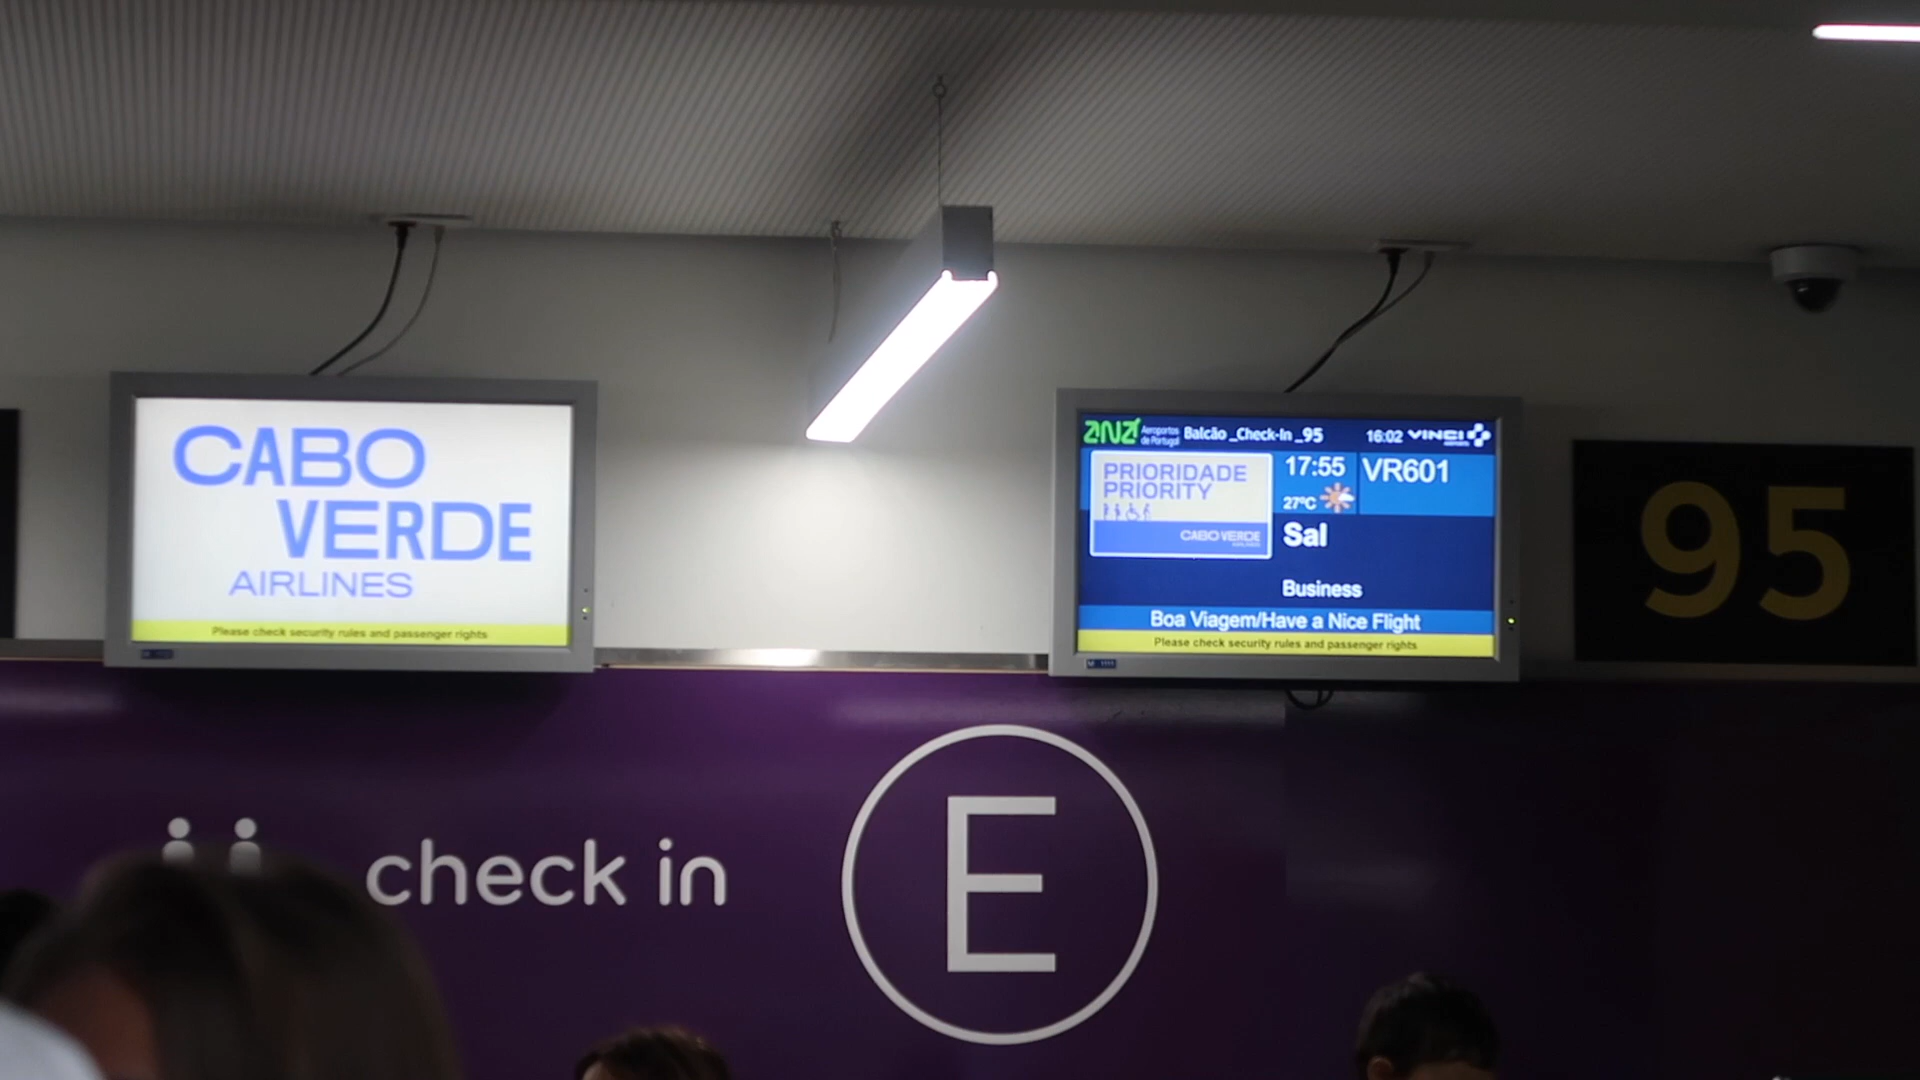 CABO
VERDE
AIRLINES
Please check security rules and passenger rights
ANA Aeroportos de Portugal
Balcão _Check-In _95
16:02
VINCI
PRIORIDADE
PRIORITY
CABO VERDE
17:55
VR601
27ºC
Sal
Business
Boa Viagem/Have a Nice Flight
Please check security rules and passenger rights
95
check in
E